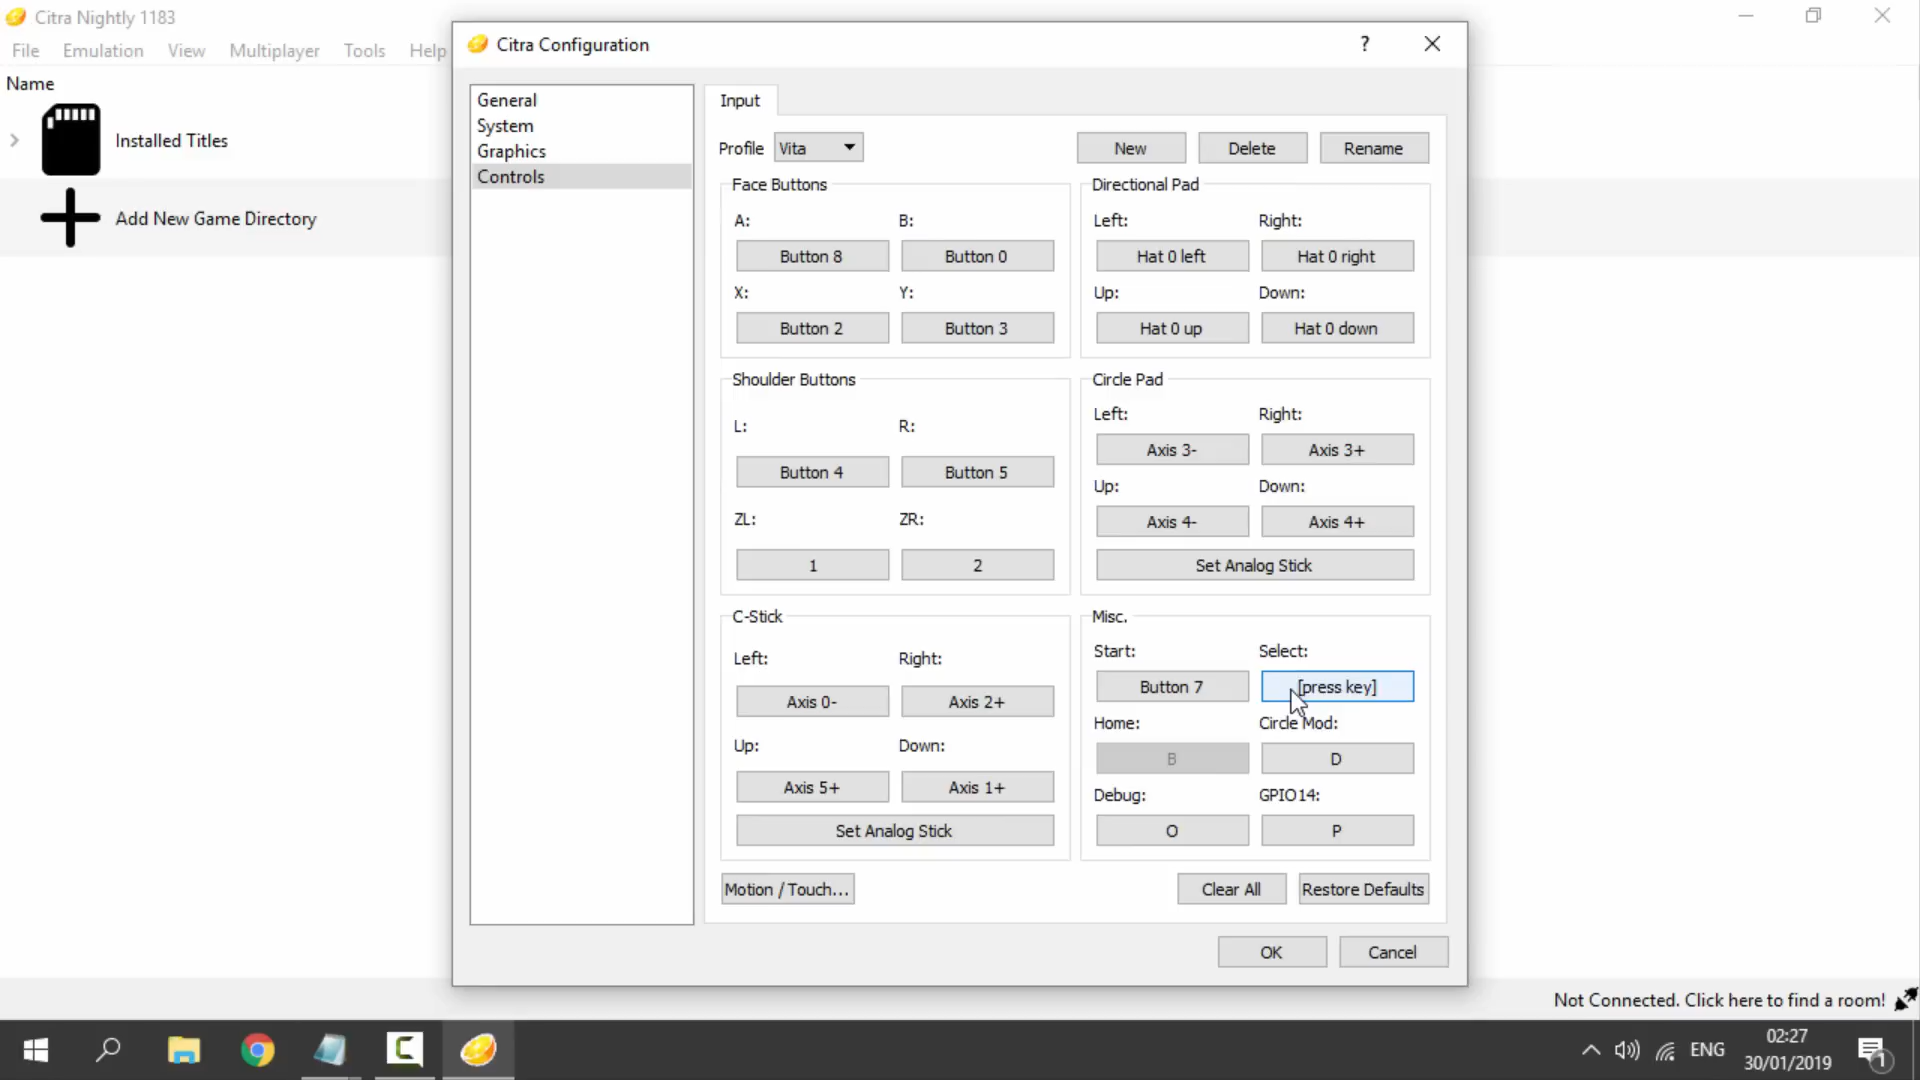 Citra Nightly 1183
File Emulation View Multiplayer Tools Help
Name
Installed Titles
Add New Game Directory
Citra Configuration
?
General
System
Graphics
Controls
Input
Profile Vita New Delete Rename
Face Buttons
A: B:
Button 8 Button 0
X: Y:
Button 2 Button 3
Directional Pad
Left: Right:
Hat 0 left Hat 0 right
Up: Down:
Hat 0 up Hat 0 down
Shoulder Buttons
L: R:
Button 4 Button 5
ZL: ZR:
1 2
Circle Pad
Left: Right:
Axis 3- Axis 3+
Up: Down:
Axis 4- Axis 4+
Set Analog Stick
C-Stick
Left: Right:
Axis 0- Axis 2+
Up: Down:
Axis 5+ Axis 1+
Set Analog Stick
Misc.
Start: Select:
Button 7 [press key]
Home: Circle Mod:
B D
Debug: GPIO14:
O P
Motion / Touch... Clear All Restore Defaults
OK Cancel
Not Connected. Click here to find a room!
ENG
02:27
30/01/2019
1